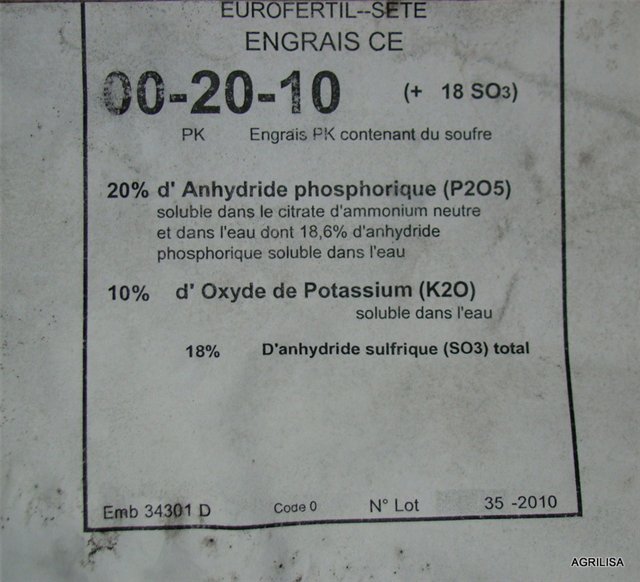 EUROFERTIL--SETE
ENGRAIS CE
00-20-10 (+ 18 SO3)
PK Engrais PK contenant du soufre
20% d' Anhydride phosphorique (P2O5)
soluble dans le citrate d'ammonium neutre
et dans l'eau dont 18,6% d'anhydride
phosphorique soluble dans l'eau
10% d' Oxyde de Potassium (K2O)
soluble dans l'eau
18% D'anhydride sulfrique (SO3) total
Emb 34301 D Code 0 N° Lot 35 -2010
AGRILISA